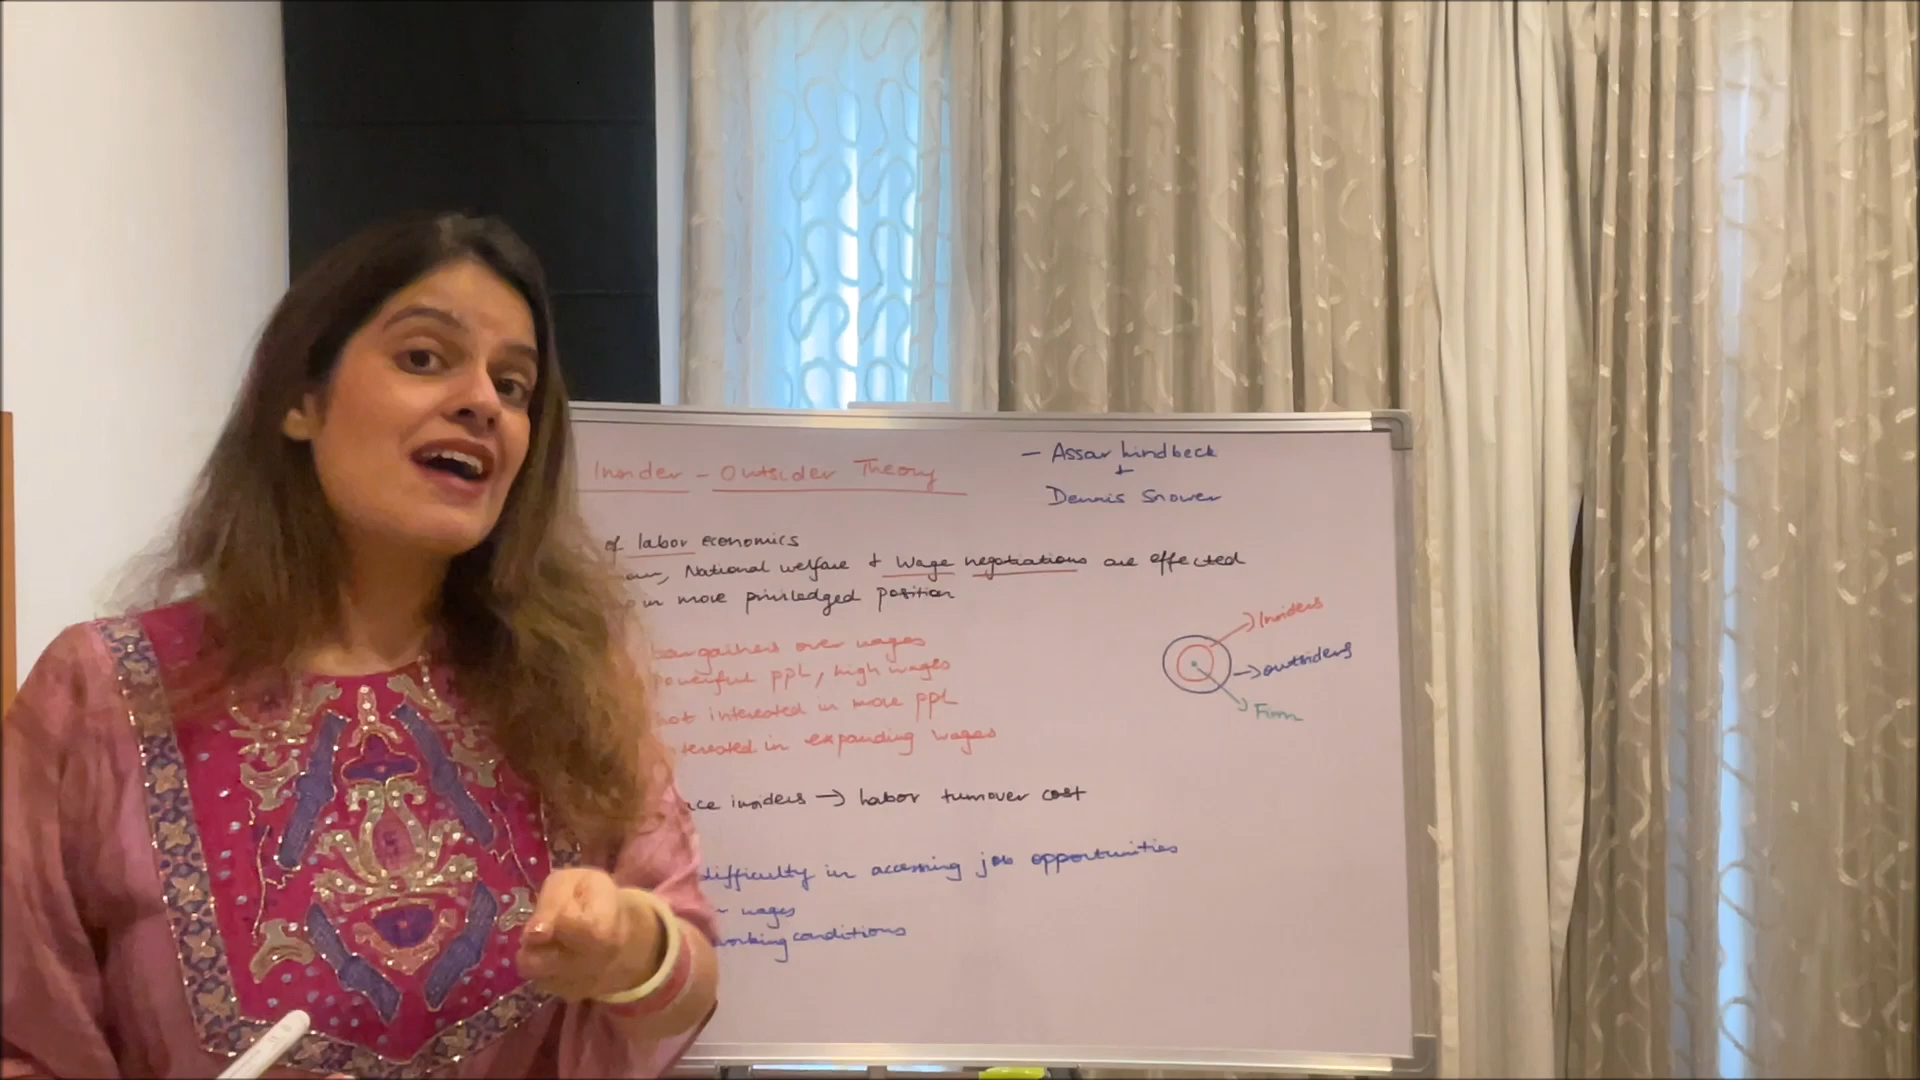 Insider - Outsider Theory
- Assar Lindbeck
+
Dennis Snower
of labor economics
National welfare + wage negotiations are effected
in more priviledged position
bargainers over wages
powerful ppl, high wages
not interested in more ppl
interested in expanding wages
Insiders
outsiders
Firm
insiders → Labor turnover cost
difficulty in accessing job opportunities
wages
working conditions